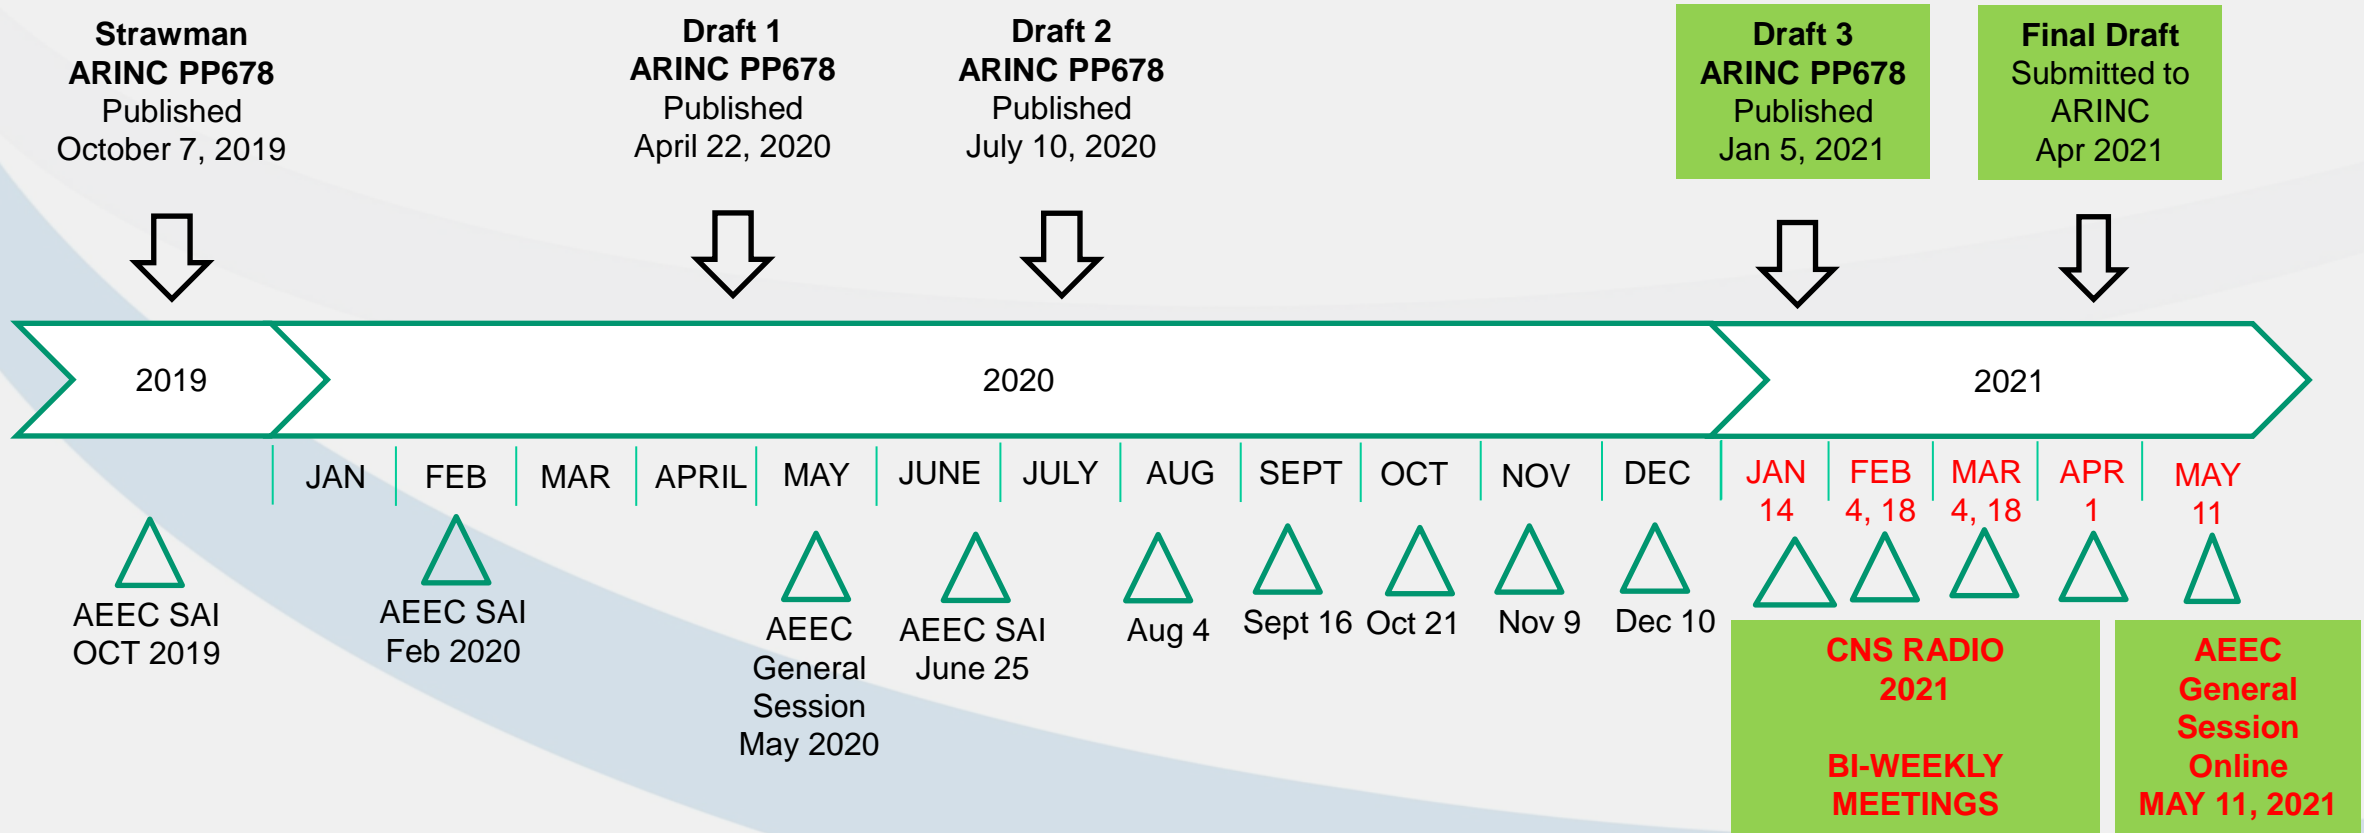 Strawman
ARINC PP678
Published
October 7, 2019
Draft 1
ARINC PP678
Published
April 22, 2020
Draft 2
ARINC PP678
Published
July 10, 2020
Draft 3
ARINC PP678
Published
Jan 5, 2021
Final Draft
Submitted to
ARINC
Apr 2021
2019
2020
2021
JAN
FEB
MAR
APRIL
MAY
JUNE
JULY
AUG
SEPT
OCT
NOV
DEC
JAN
14
FEB
4, 18
MAR
4, 18
APR
1
MAY
11
AEEC SAI
OCT 2019
AEEC SAI
Feb 2020
AEEC
General
Session
May 2020
AEEC SAI
June 25
Aug 4
Sept 16
Oct 21
Nov 9
Dec 10
CNS RADIO
2021
BI-WEEKLY
MEETINGS
AEEC
General
Session
Online
MAY 11, 2021